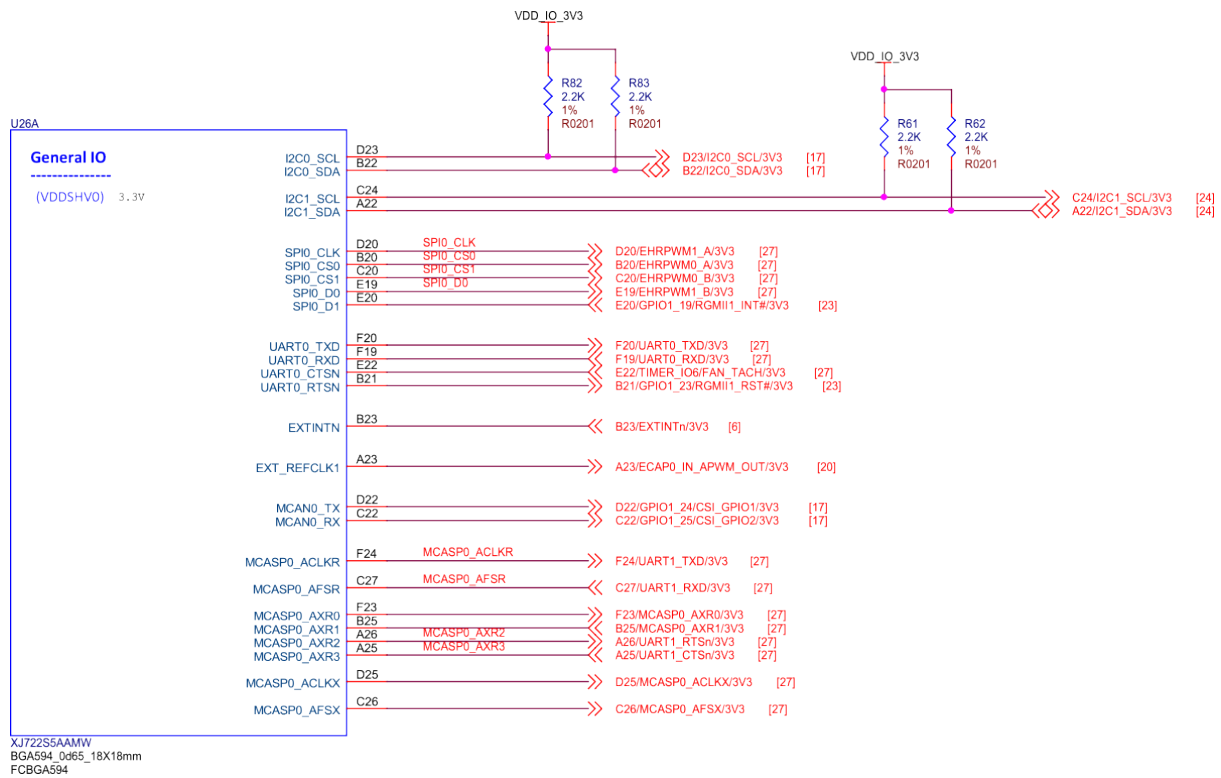 VDD_IO_3V3
VDD_IO_3V3
R82
2.2K
1%
R0201
R83
2.2K
1%
R0201
R61
2.2K
1%
R0201
R62
2.2K
1%
R0201
U26A
General IO
---------------
(VDDSHV0) 3.3V
I2C0_SCL D23 D23/I2C0_SCL/3V3 [17]
I2C0_SDA B22 B22/I2C0_SDA/3V3 [17]
I2C1_SCL C24 C24/I2C1_SCL/3V3 [24]
I2C1_SDA A22 A22/I2C1_SDA/3V3 [24]
SPI0_CLK D20 SPI0_CLK D20/EHRPWM1_A/3V3 [27]
SPI0_CS0 B20 SPI0_CS0 B20/EHRPWM0_A/3V3 [27]
SPI0_CS1 C20 SPI0_CS1 C20/EHRPWM0_B/3V3 [27]
SPI0_D0 E19 SPI0_D0 E19/EHRPWM1_B/3V3 [27]
SPI0_D1 E20 E20/GPIO1_19/RGMII1_INT#/3V3 [23]
UART0_TXD F20 F20/UART0_TXD/3V3 [27]
UART0_RXD F19 F19/UART0_RXD/3V3 [27]
UART0_CTSN E22 E22/TIMER_IO6/FAN_TACH/3V3 [27]
UART0_RTSN B21 B21/GPIO1_23/RGMII1_RST#/3V3 [23]
EXTINTN B23 B23/EXTINTn/3V3 [6]
EXT_REFCLK1 A23 A23/ECAP0_IN_APWM_OUT/3V3 [20]
MCAN0_TX D22 D22/GPIO1_24/CSI_GPIO1/3V3 [17]
MCAN0_RX C22 C22/GPIO1_25/CSI_GPIO2/3V3 [17]
MCASP0_ACLKR F24 MCASP0_ACLKR F24/UART1_TXD/3V3 [27]
MCASP0_AFSR C27 MCASP0_AFSR C27/UART1_RXD/3V3 [27]
MCASP0_AXR0 F23 F23/MCASP0_AXR0/3V3 [27]
MCASP0_AXR1 B25 B25/MCASP0_AXR1/3V3 [27]
MCASP0_AXR2 A26 MCASP0_AXR2 A26/UART1_RTSn/3V3 [27]
MCASP0_AXR3 A25 MCASP0_AXR3 A25/UART1_CTSn/3V3 [27]
MCASP0_ACLKX D25 D25/MCASP0_ACLKX/3V3 [27]
MCASP0_AFSX C26 C26/MCASP0_AFSX/3V3 [27]
XJ722S5AAMW
BGA594_0d65_18X18mm
FCBGA594